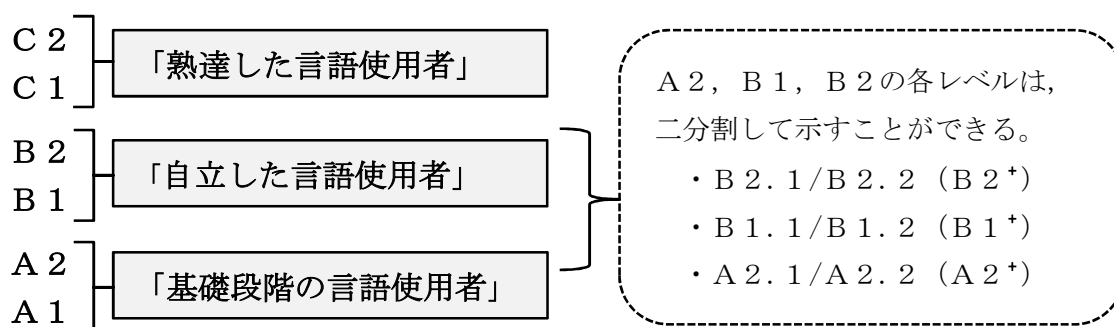 Ｃ２
Ｃ１
「熟達した言語使用者」
Ｂ２
Ｂ１
「自立した言語使用者」
Ａ２
Ａ１
「基礎段階の言語使用者」
Ａ２，Ｂ１，Ｂ２の各レベルは，
二分割して示すことができる。
・Ｂ２．１/Ｂ２．２（Ｂ２⁺）
・Ｂ１．１/Ｂ１．２（Ｂ１⁺）
・Ａ２．１/Ａ２．２（Ａ２⁺）